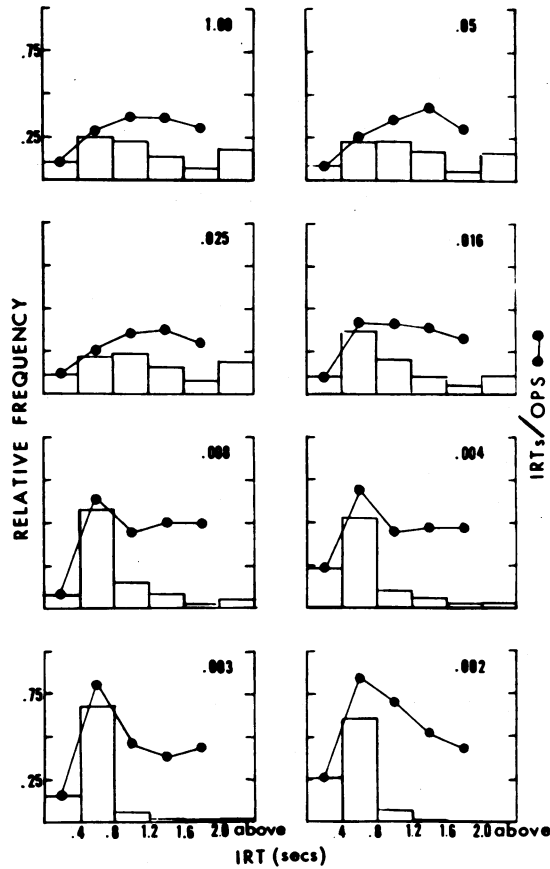 1.00
.05
.75
.25
.025
.016
RELATIVE FREQUENCY
IRTs/OPS
.008
.004
.003
.002
.75
.25
.4 .8 1.2 1.6 2.0 above
.4 .8 1.2 1.6 2.0 above
IRT (secs)